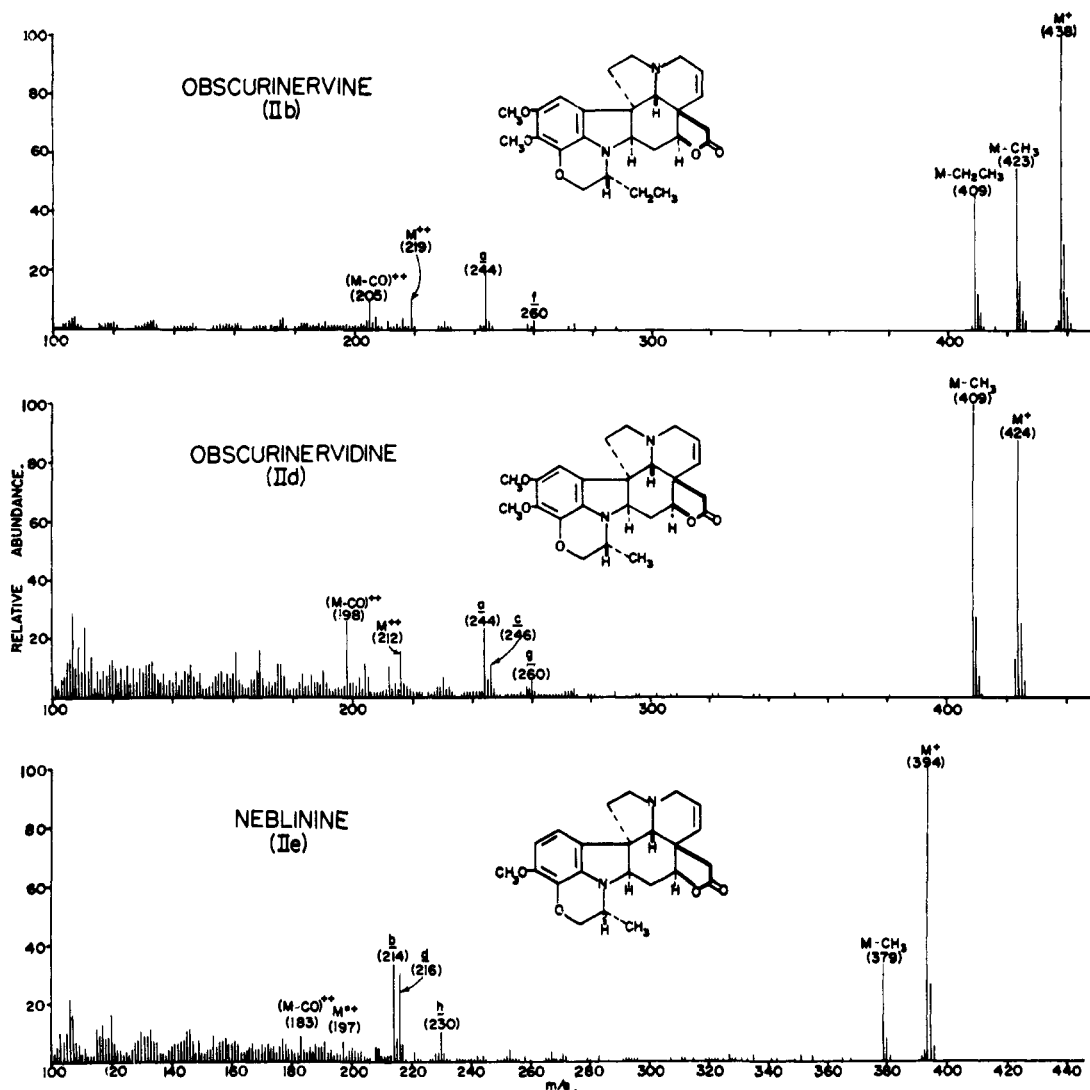 OBSCURINERVINE
(IIb)
M⁺
(438)
M-CH₃
(423)
M-CH₂CH₃
(409)
M⁺⁺
(219)
(M-CO)⁺⁺
(205)
a
(244)
f
260
N
H
CH₃O
CH₃O
N
H
H
O
O
O
H
CH₂CH₃
100
80
60
40
20
100
200
300
400
OBSCURINERVIDINE
(IId)
M-CH₃
(409)
M⁺
(424)
(M-CO)⁺⁺
(198)
M⁺⁺
(212)
a
(244)
c
(246)
g
(260)
N
H
CH₃O
CH₃O
N
H
H
O
O
O
H
CH₃
RELATIVE ABUNDANCE.
100
80
60
40
20
100
200
300
400
NEBLININE
(IIe)
M⁺
(394)
M-CH₃
(379)
b
(214)
d
(216)
(M-CO)⁺⁺
(183)
M⁺⁺
(197)
h
(230)
N
H
CH₃O
N
H
H
O
O
O
H
CH₃
100
80
60
40
20
100
120
140
160
180
200
220
240
260
280
300
320
340
360
380
400
420
440
m/e.